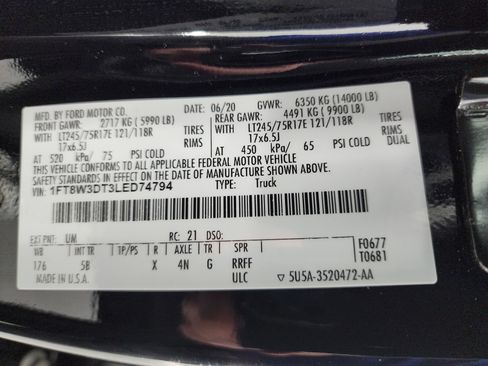 MFD. BY FORD MOTOR CO. 06/20 GVWR: 6350 KG (14000 LB)
FRONT GAWR: 2717 KG (5990 LB) REAR GAWR: 4491 KG (9900 LB)
WITH LT245/75R17E 121/118R TIRES WITH LT245/75R17E 121/118R TIRES
17x6.5J RIMS 17x6.5J RIMS
AT 520 kPa/ 75 PSI COLD AT 450 kPa/ 65 PSI COLD DUAL
THIS VEHICLE CONFORMS TO ALL APPLICABLE FEDERAL MOTOR VEHICLE
SAFETY STANDARDS IN EFFECT ON THE DATE OF MANUFACTURE SHOWN ABOVE.
VIN: 1FT8W3DT3LED74794 TYPE: Truck
EXT PNT: UM RC: 21 DSO: F0677
WB INT TR TP/PS R AXLE TR SPR T0681
176 5B X 4N G RRFF
MADE IN U.S.A. ULC 5U5A-3520472-AA